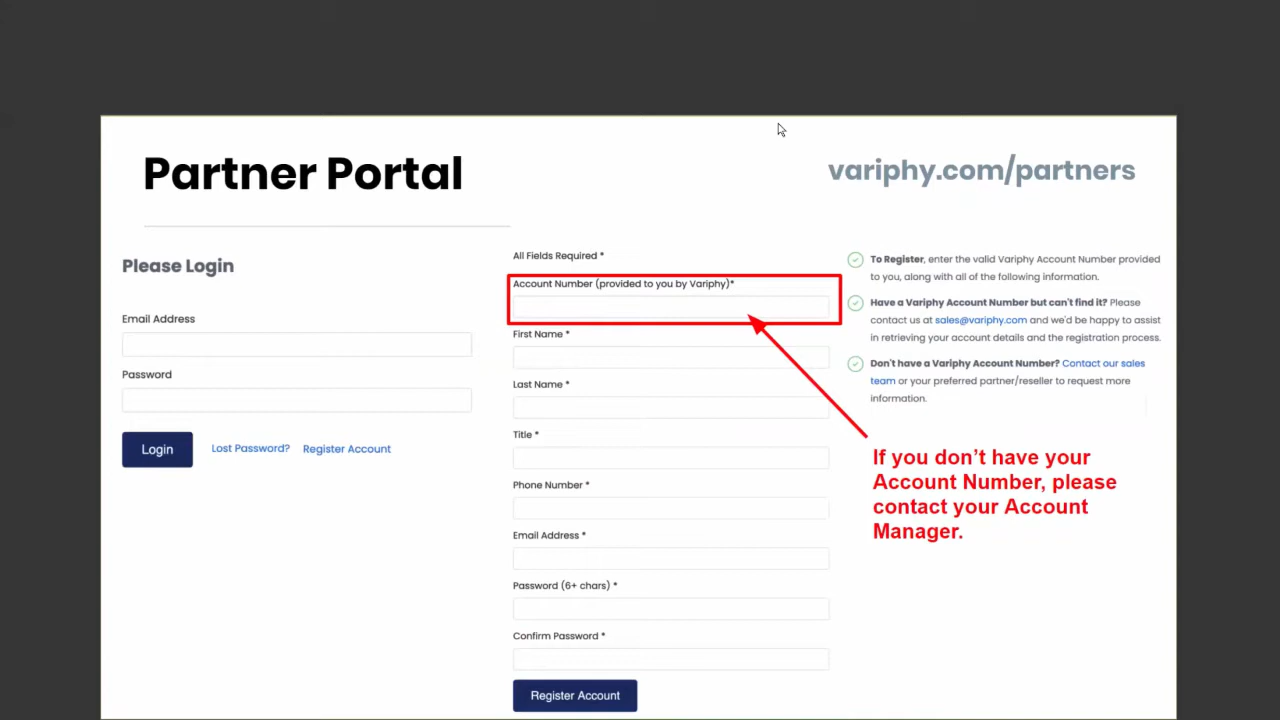 Partner Portal
variphy.com/partners
Please Login
Email Address
Password
Login
Lost Password?
Register Account
All Fields Required *
Account Number (provided to you by Variphy)*
First Name *
Last Name *
Title *
Phone Number *
Email Address *
Password (6+ chars) *
Confirm Password *
Register Account
To Register, enter the valid Variphy Account Number provided
to you, along with all of the following information.
Have a Variphy Account Number but can't find it? Please
contact us at sales@variphy.com and we'd be happy to assist
in retrieving your account details and the registration process.
Don't have a Variphy Account Number? Contact our sales
team or your preferred partner/reseller to request more
information.
If you don’t have your
Account Number, please
contact your Account
Manager.